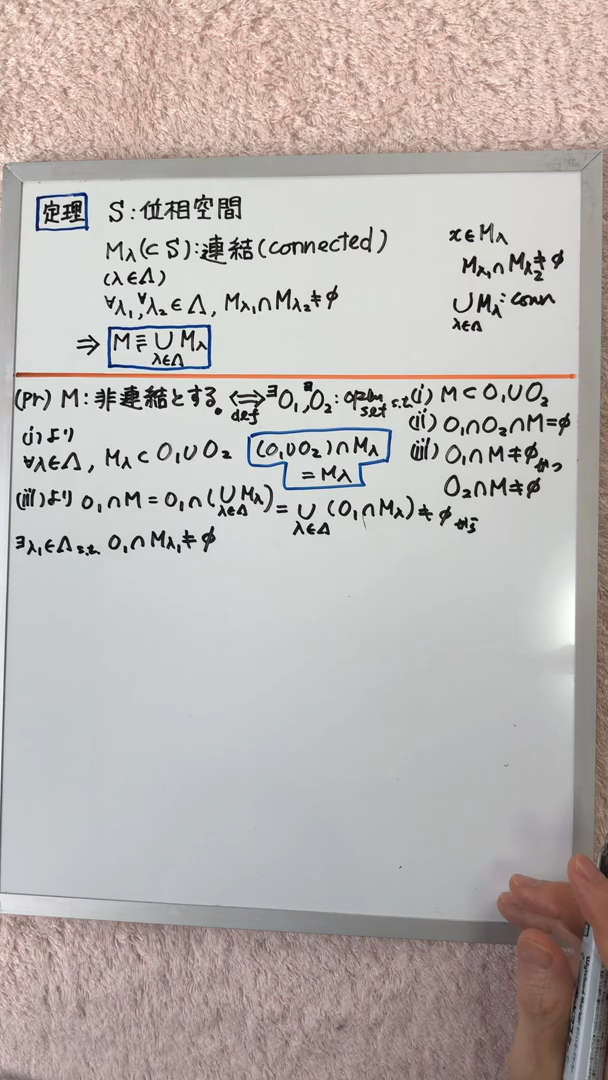 定理 S:位相空間
Mλ(⊂S):連結(connected)
(λ∈Λ)
∀λ₁,∀λ₂∈Λ, Mλ₁∩Mλ₂≠∅
⇒ M≡∪Mλ
λ∈Λ
x∈Mλ
Mλ₁∩Mλ₂≠∅
∪Mλ:conn
λ∈Λ
(Pr) M:非連結とする。⇔def ∃O₁,∃O₂:open set s.t. (i) M⊂O₁∪O₂
(ii) O₁∩O₂∩M=∅
(iii) O₁∩M≠∅かつ
O₂∩M≠∅
(i)より
∀λ∈Λ, Mλ⊂O₁∪O₂ (O₁∪O₂)∩Mλ
=Mλ
(iii)より O₁∩M=O₁∩(∪Mλ)=∪(O₁∩Mλ)≠∅から
λ∈Λ λ∈Λ
∃λ₁∈Λ s.t. O₁∩Mλ₁≠∅